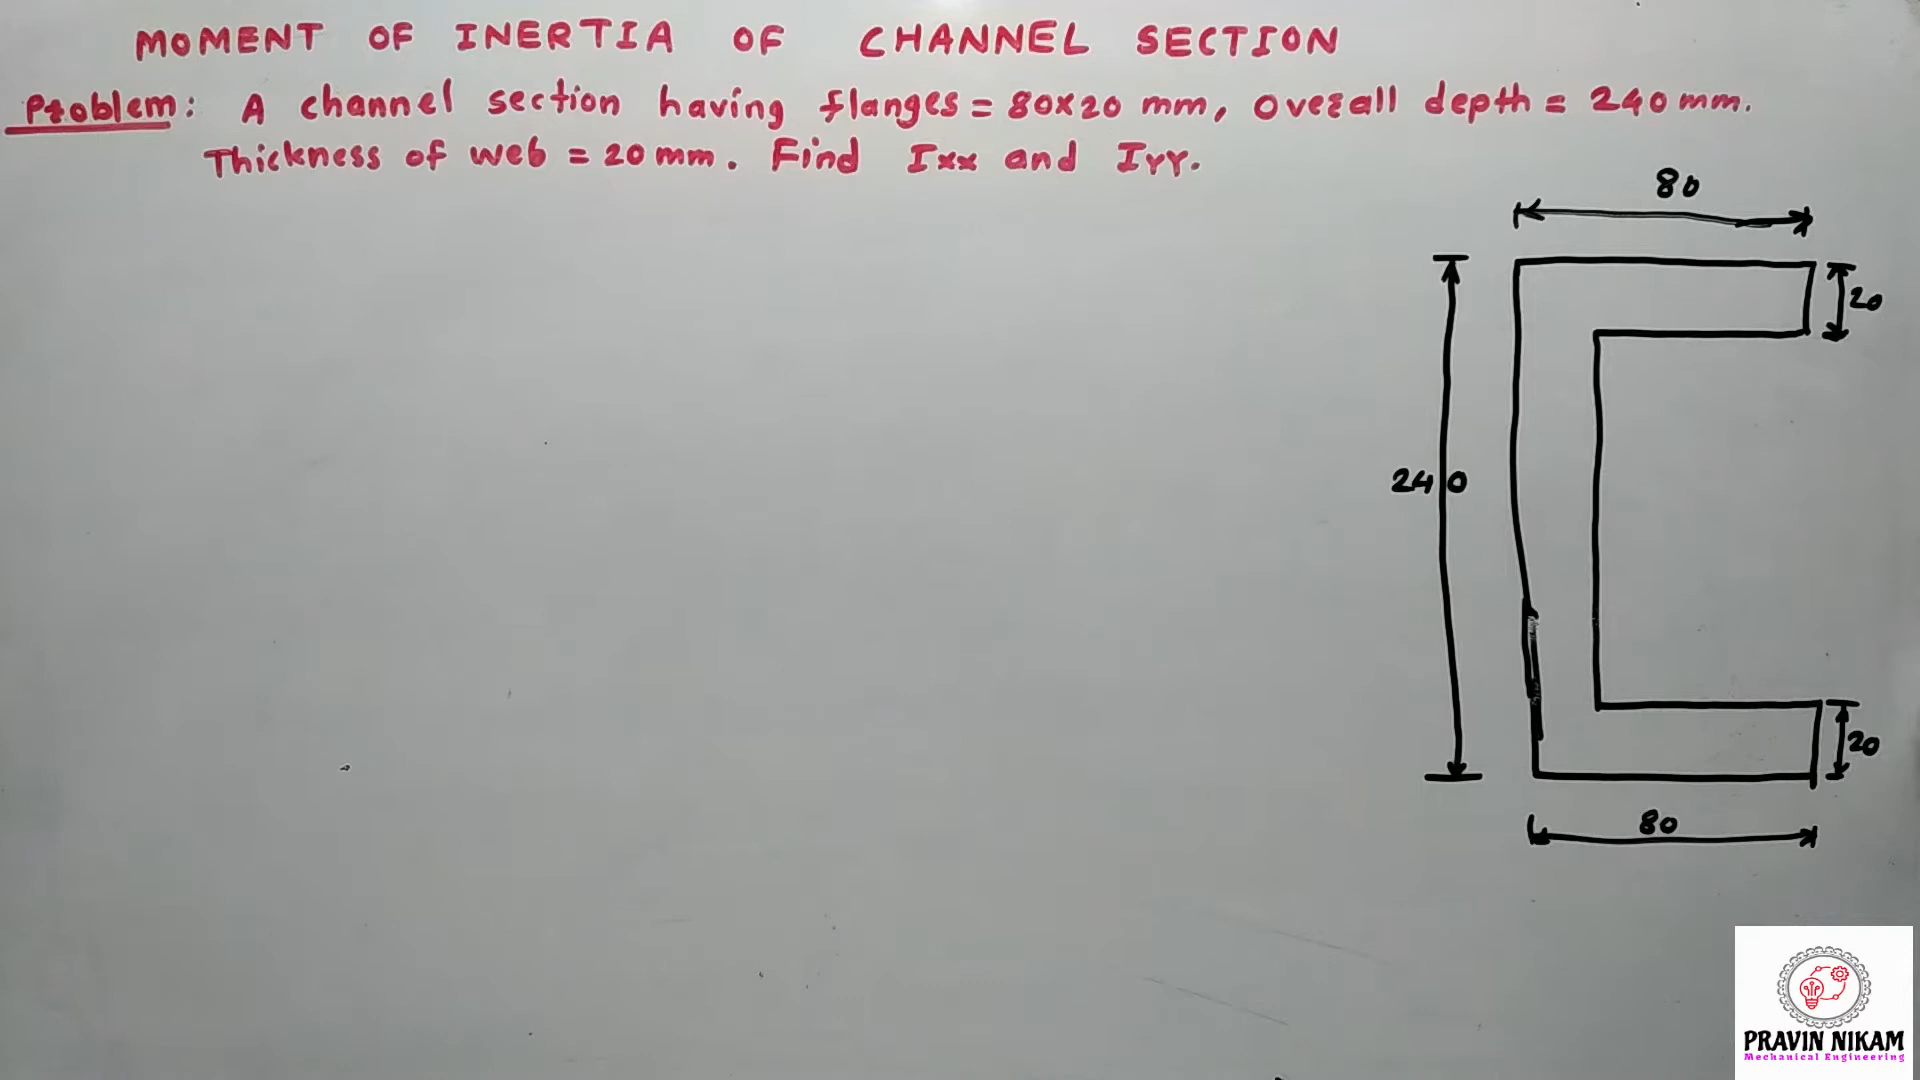 MOMENT OF INERTIA OF CHANNEL SECTION
Problem: A channel section having flanges = 80x20 mm, Overall depth = 240 mm.
Thickness of web = 20 mm. Find Ixx and IYY.
80
20
240
20
80
PRAVIN NIKAM
Mechanical Engineering